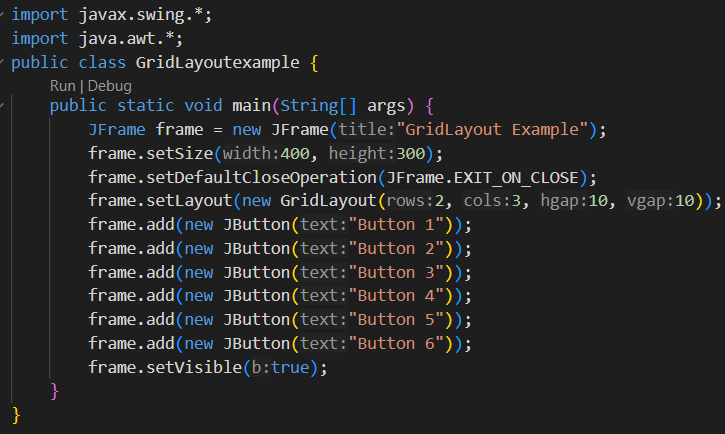 import javax.swing.*;
import java.awt.*;
public class GridLayoutexample {
Run | Debug
public static void main(String[] args) {
JFrame frame = new JFrame(title:"GridLayout Example");
frame.setSize(width:400, height:300);
frame.setDefaultCloseOperation(JFrame.EXIT_ON_CLOSE);
frame.setLayout(new GridLayout(rows:2, cols:3, hgap:10, vgap:10));
frame.add(new JButton(text:"Button 1"));
frame.add(new JButton(text:"Button 2"));
frame.add(new JButton(text:"Button 3"));
frame.add(new JButton(text:"Button 4"));
frame.add(new JButton(text:"Button 5"));
frame.add(new JButton(text:"Button 6"));
frame.setVisible(b:true);
}
}